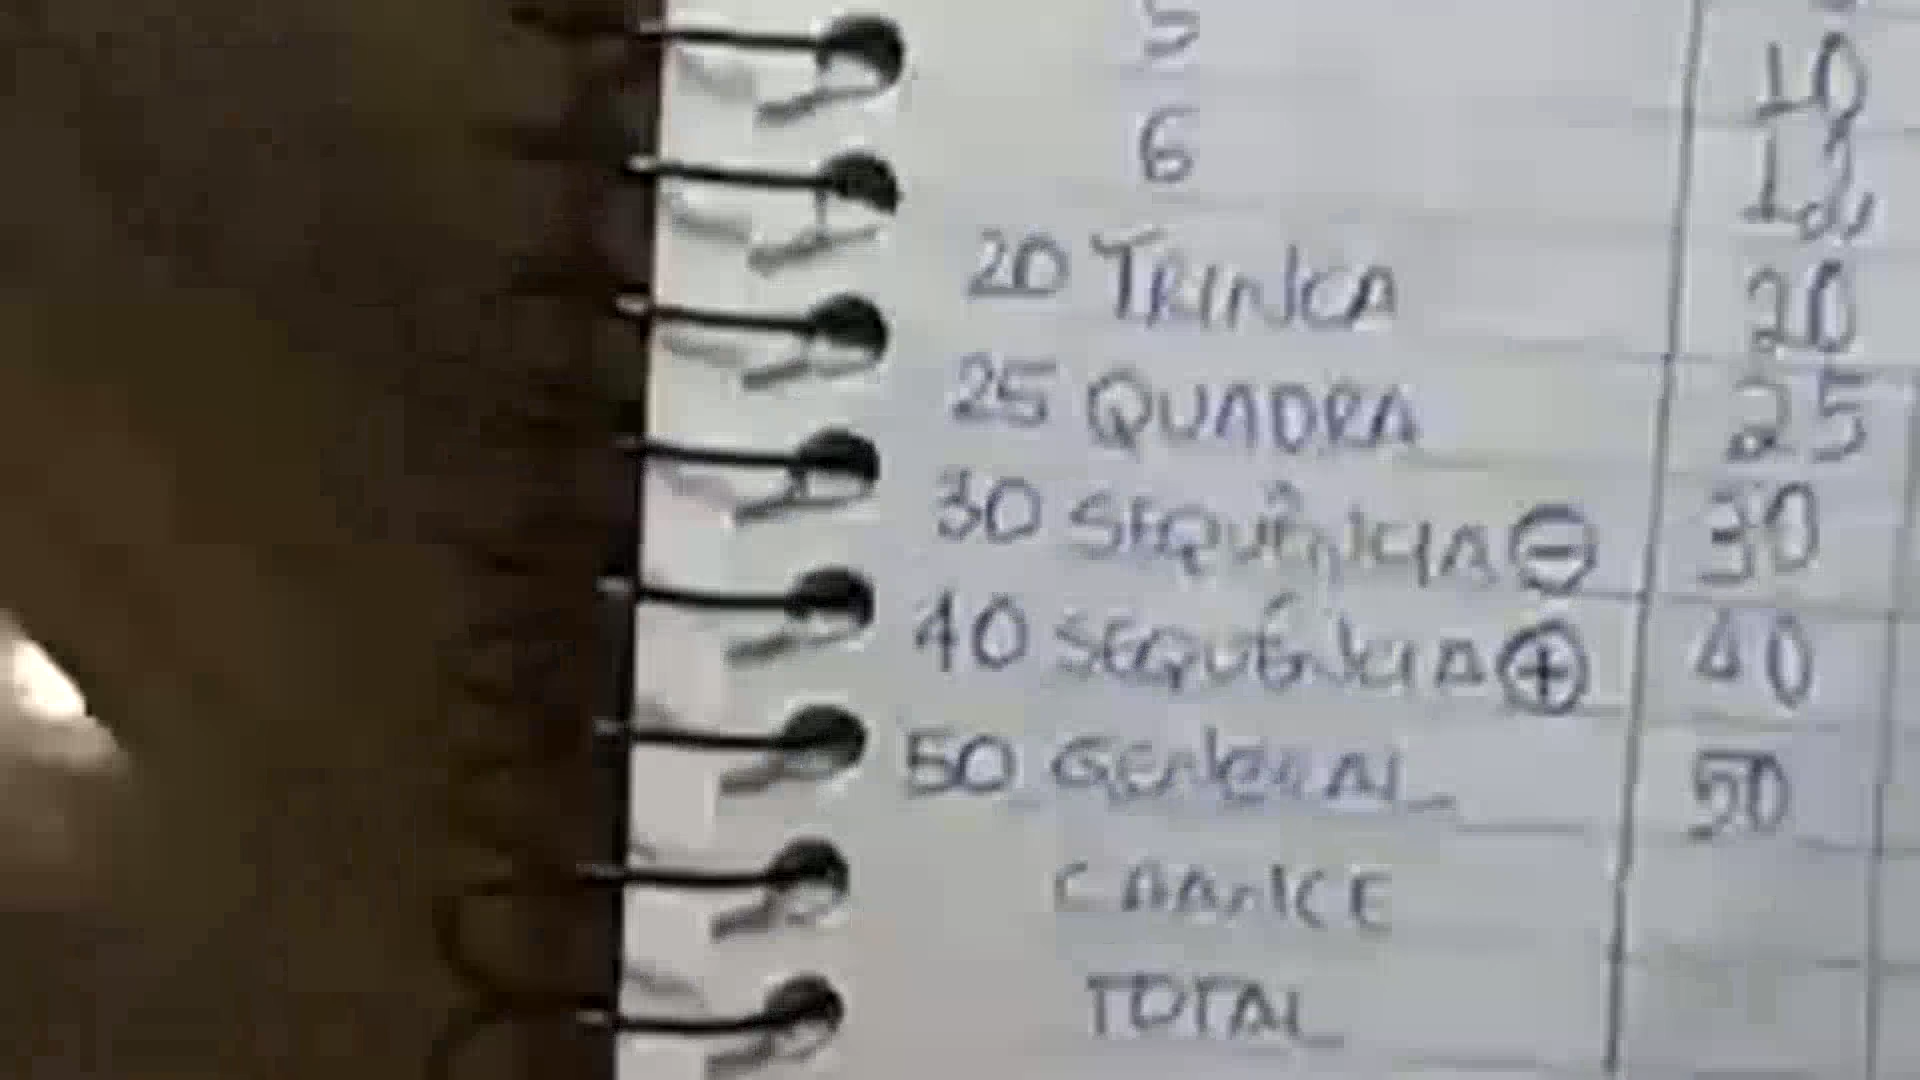 5 10
6 12
20 TRINCA 20
25 QUADRA 25
30 SEQUÊNCIA ⊖ 30
40 SEQUÊNCIA ⊕ 40
50 GENERAL 50
CHANCE
TOTAL